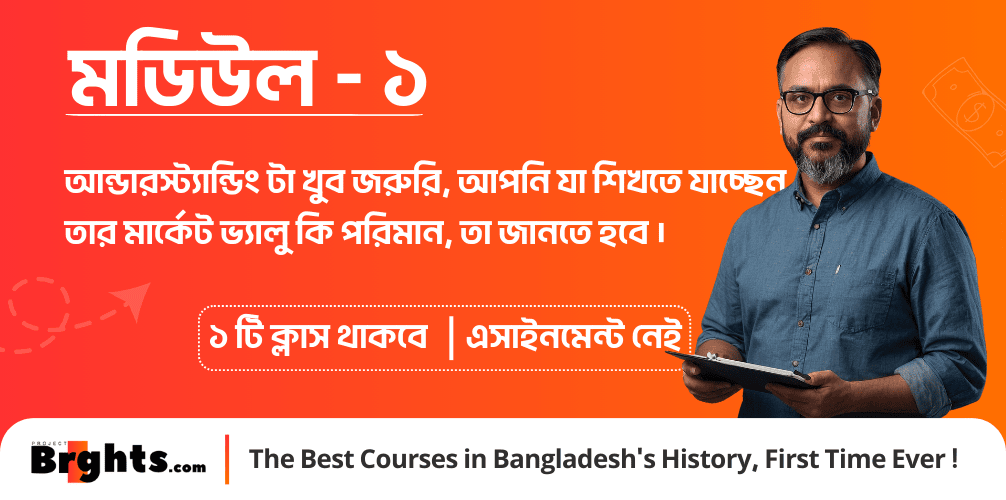 মডিউল - ১
আন্ডারস্ট্যান্ডিং টা খুব জরুরি, আপনি যা শিখতে যাচ্ছেন
তার মার্কেট ভ্যালু কি পরিমান, তা জানতে হবে।
১ টি ক্লাস থাকবে | এসাইনমেন্ট নেই
PROJECT
Brghts.com
The Best Courses in Bangladesh's History, First Time Ever !